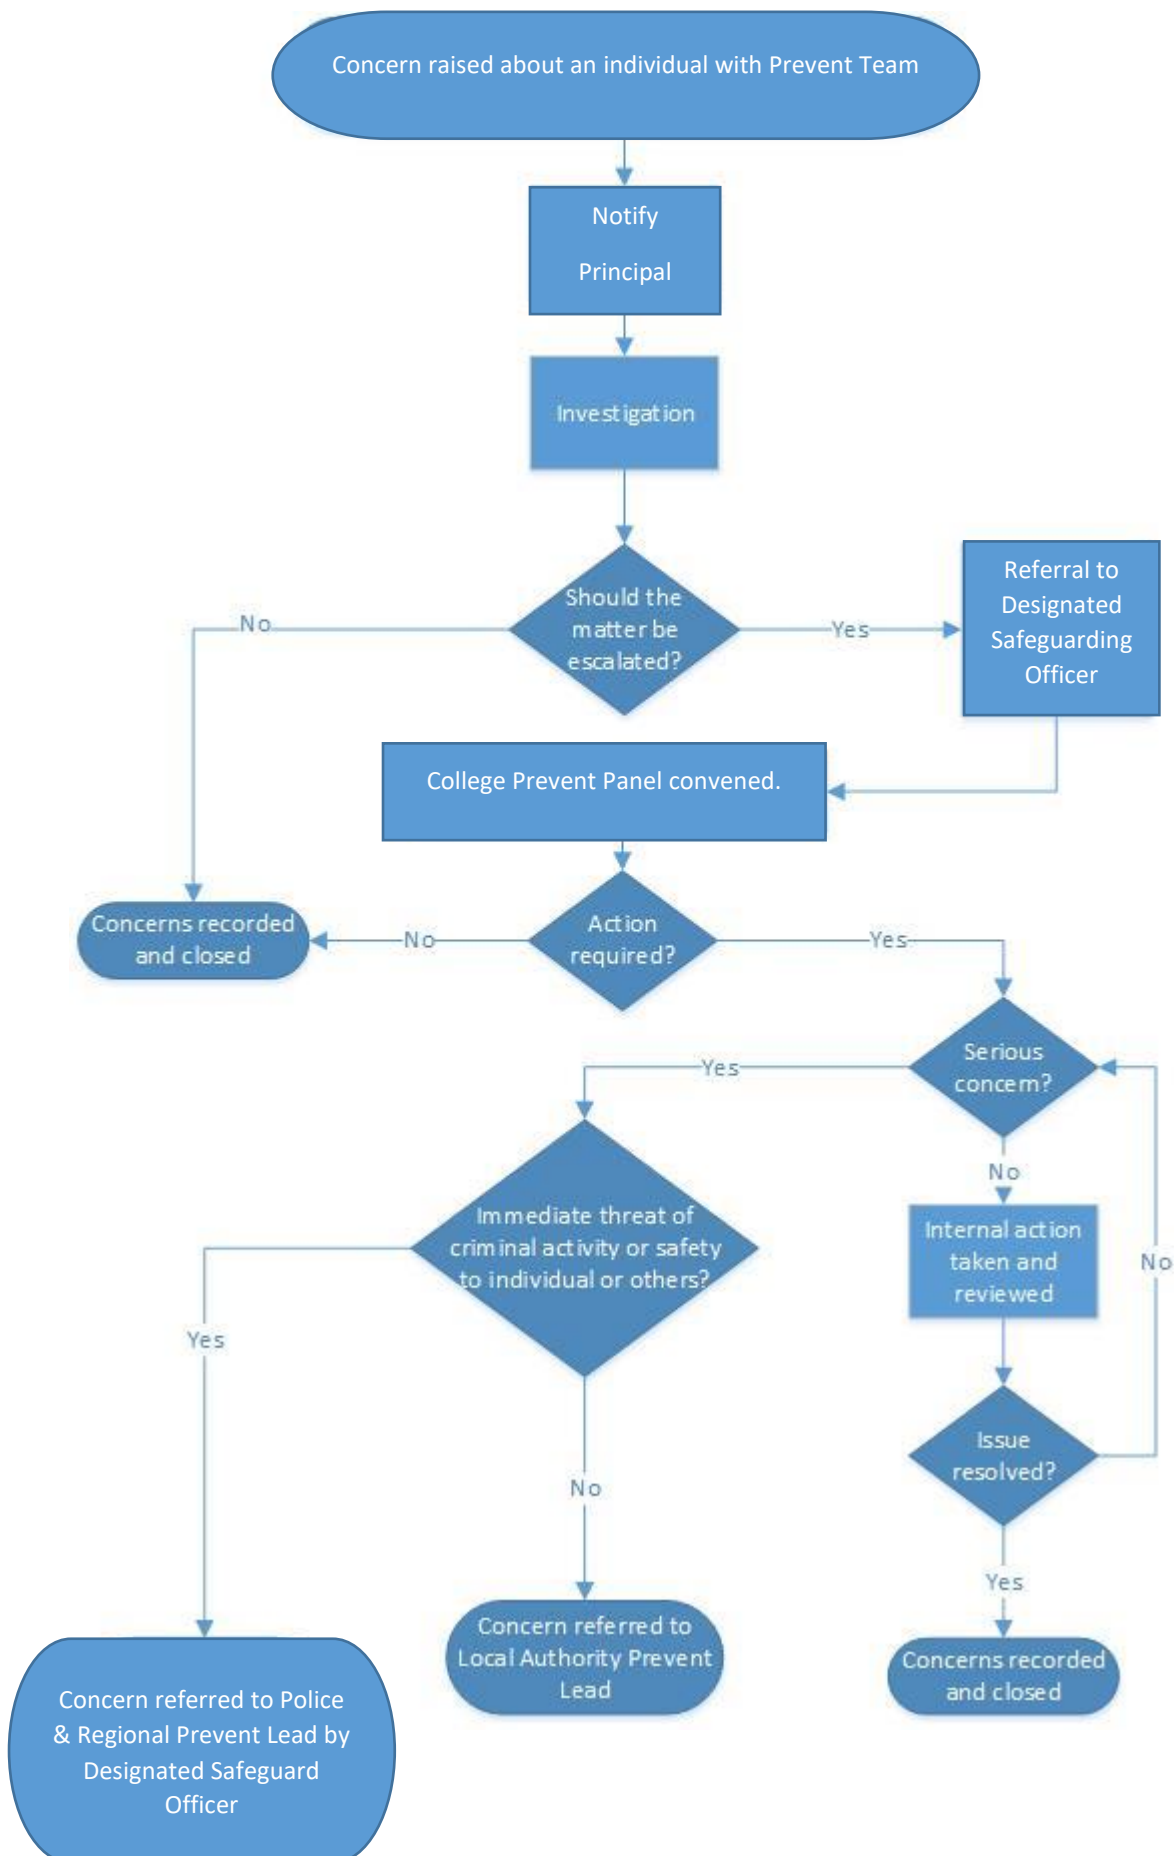 Concern raised about an individual with Prevent Team
Notify
Principal
Investigation
Should the
matter be
escalated?
No
Yes
Referral to
Designated
Safeguarding
Officer
College Prevent Panel convened.
Action
required?
No
Yes
Concerns recorded
and closed
Serious
concern?
Yes
No
Immediate threat of
criminal activity or safety
to individual or others?
Internal action
taken and
reviewed
No
Yes
No
Issue
resolved?
Yes
Concern referred to Police
& Regional Prevent Lead by
Designated Safeguard
Officer
Concern referred to
Local Authority Prevent
Lead
Concerns recorded
and closed